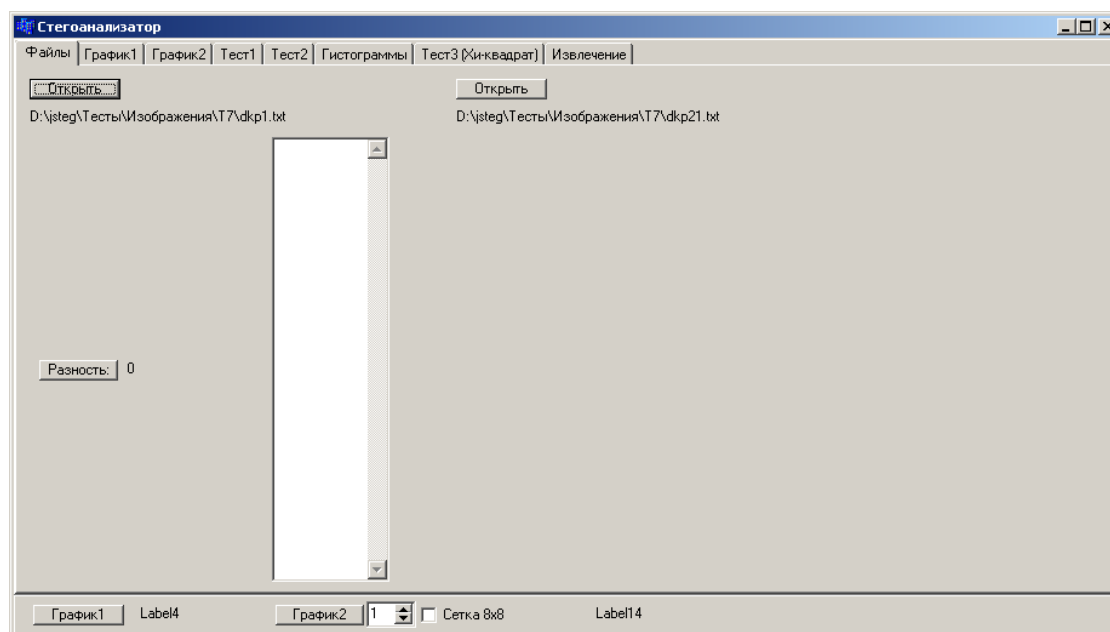 Стегоанализатор
Файлы График1 График2 Тест1 Тест2 Гистограммы Тест3 (Хи-квадрат) Извлечение
Открыть Открыть
D:\jsteg\Тесты\Изображения\T7\dkp1.txt D:\jsteg\Тесты\Изображения\T7\dkp21.txt
Разность: 0
График1 Label4 График2 1 Сетка 8x8 Label14